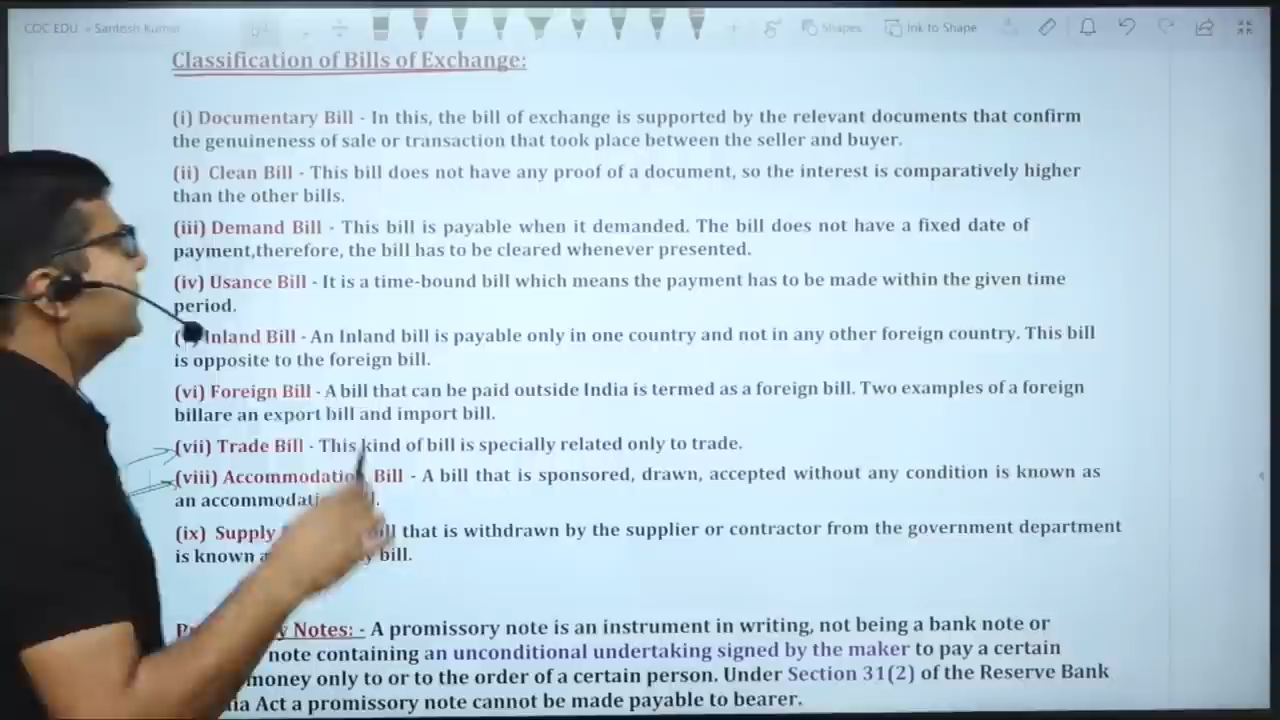 COC EDU - Santosh Kumar
Shapes
Ink to Shape
Classification of Bills of Exchange:
(i) Documentary Bill - In this, the bill of exchange is supported by the relevant documents that confirm
the genuineness of sale or transaction that took place between the seller and buyer.
(ii) Clean Bill - This bill does not have any proof of a document, so the interest is comparatively higher
than the other bills.
(iii) Demand Bill - This bill is payable when it demanded. The bill does not have a fixed date of
payment,therefore, the bill has to be cleared whenever presented.
(iv) Usance Bill - It is a time-bound bill which means the payment has to be made within the given time
period.
Inland Bill - An Inland bill is payable only in one country and not in any other foreign country. This bill
is opposite to the foreign bill.
(vi) Foreign Bill - A bill that can be paid outside India is termed as a foreign bill. Two examples of a foreign
billare an export bill and import bill.
(vii) Trade Bill - This kind of bill is specially related only to trade.
(viii) Accommodation Bill - A bill that is sponsored, drawn, accepted without any condition is known as
an
(ix) Supply that is withdrawn by the supplier or contractor from the government department
is known bill.
Notes: - A promissory note is an instrument in writing, not being a bank note or
note containing an unconditional undertaking signed by the maker to pay a certain
money only to or to the order of a certain person. Under Section 31(2) of the Reserve Bank
Act a promissory note cannot be made payable to bearer.